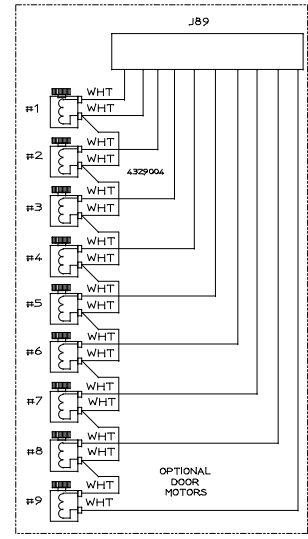 J89
WHT
#1 WHT
WHT
#2 WHT
4329004
WHT
#3 WHT
WHT
#4 WHT
WHT
#5 WHT
WHT
#6 WHT
WHT
#7 WHT
WHT
#8 WHT
WHT
#9 WHT
OPTIONAL
DOOR
MOTORS